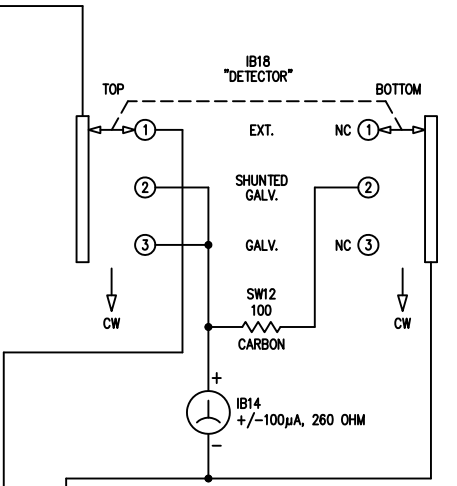 IB18
"DETECTOR"
TOP
BOTTOM
1
EXT.
NC 1
2
SHUNTED
GALV.
2
3
GALV.
NC 3
SW12
100
CARBON
CW
CW
+
IB14
+/-100µA, 260 OHM
−